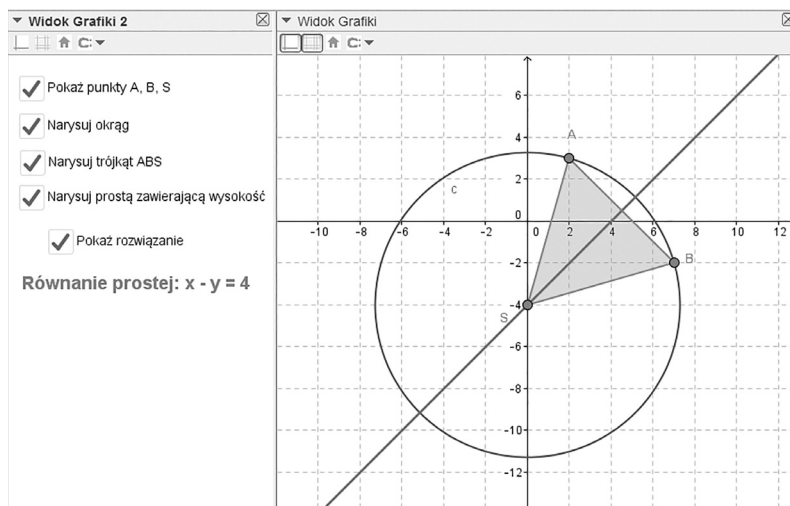 Widok Grafiki 2
Pokaż punkty A, B, S
Narysuj okrąg
Narysuj trójkąt ABS
Narysuj prostą zawierającą wysokość
Pokaż rozwiązanie
Równanie prostej: x - y = 4
Widok Grafiki
6
4
A
2
c
0
-10 -8 -6 -4 -2 0 2 4 6 8 10 12
-2
B
-4
S
-6
-8
-10
-12